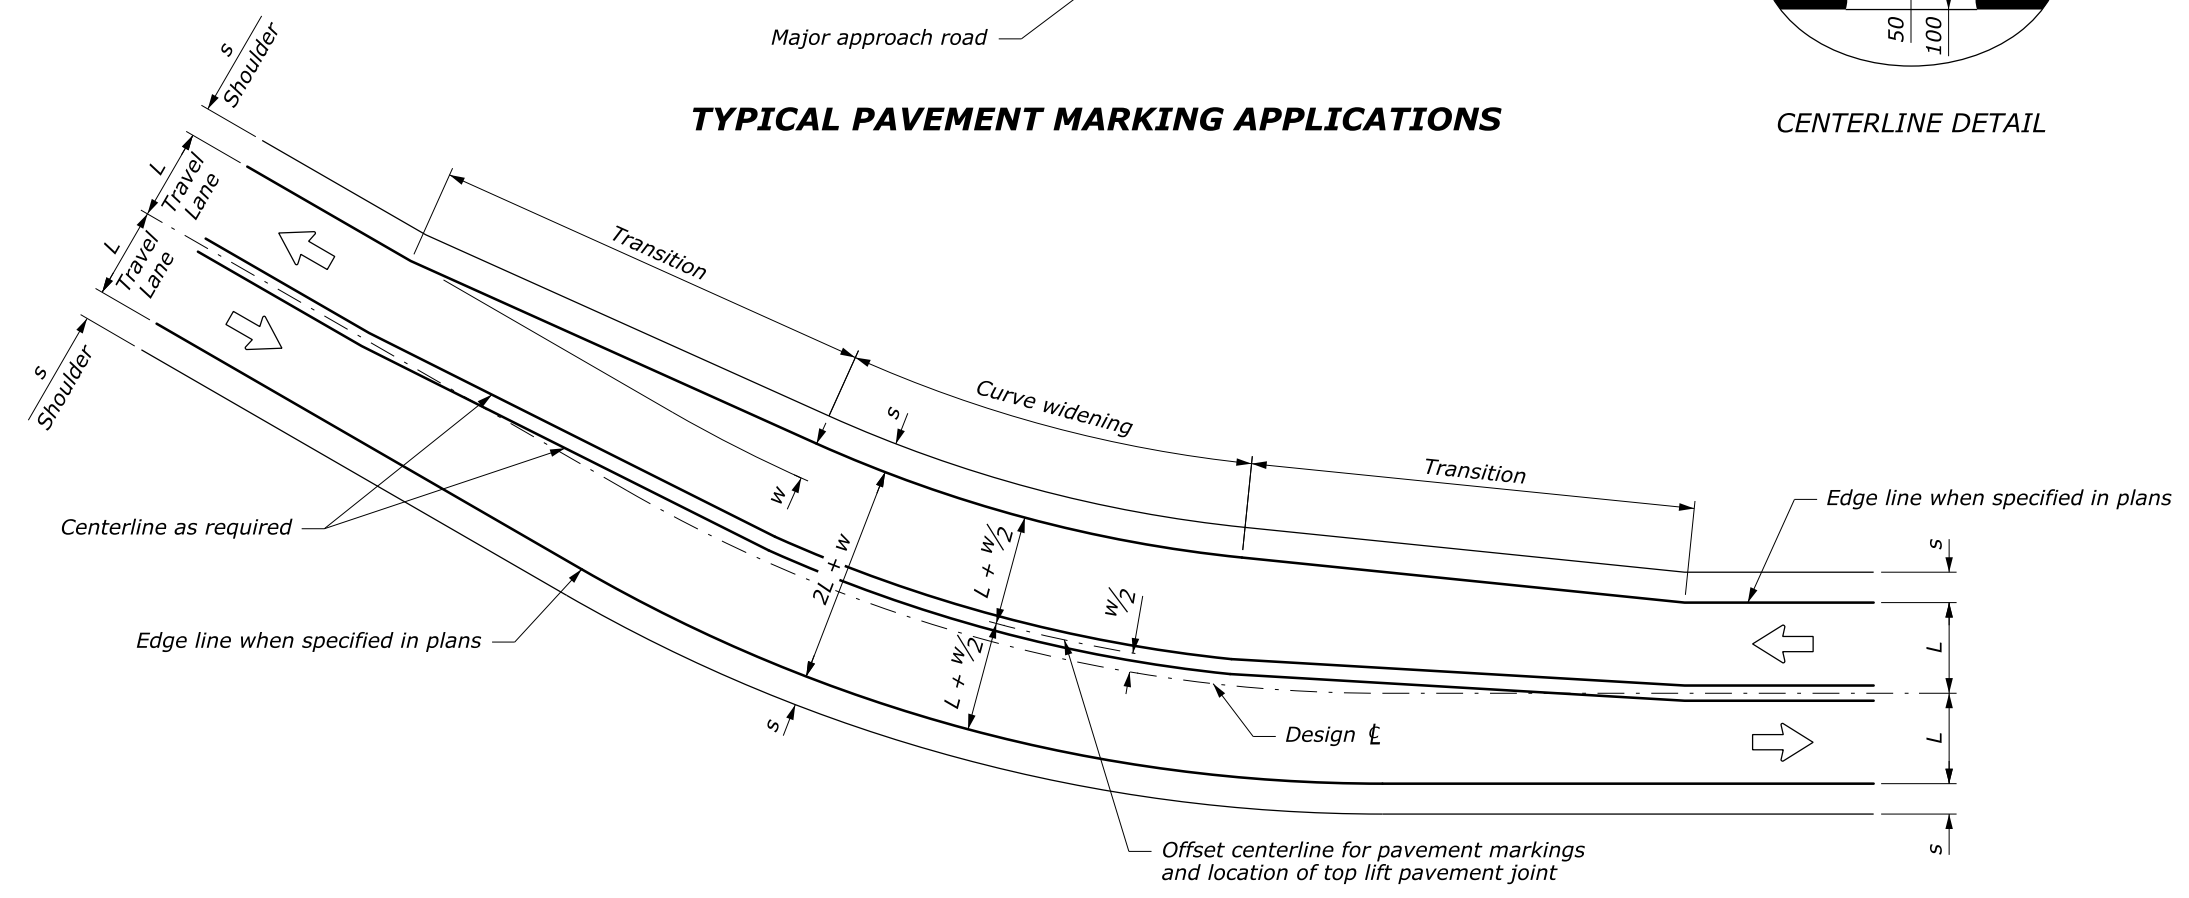 Major approach road
50
100
TYPICAL PAVEMENT MARKING APPLICATIONS
CENTERLINE DETAIL
s
Shoulder
L
Travel
Lane
L
Travel
Lane
s
Shoulder
Transition
Curve widening
s
Transition
w
Edge line when specified in plans
Centerline as required
2L + w
L + w/2
w/2
s
L
L
s
Edge line when specified in plans
L + w/2
s
Design ℄
Offset centerline for pavement markings
and location of top lift pavement joint